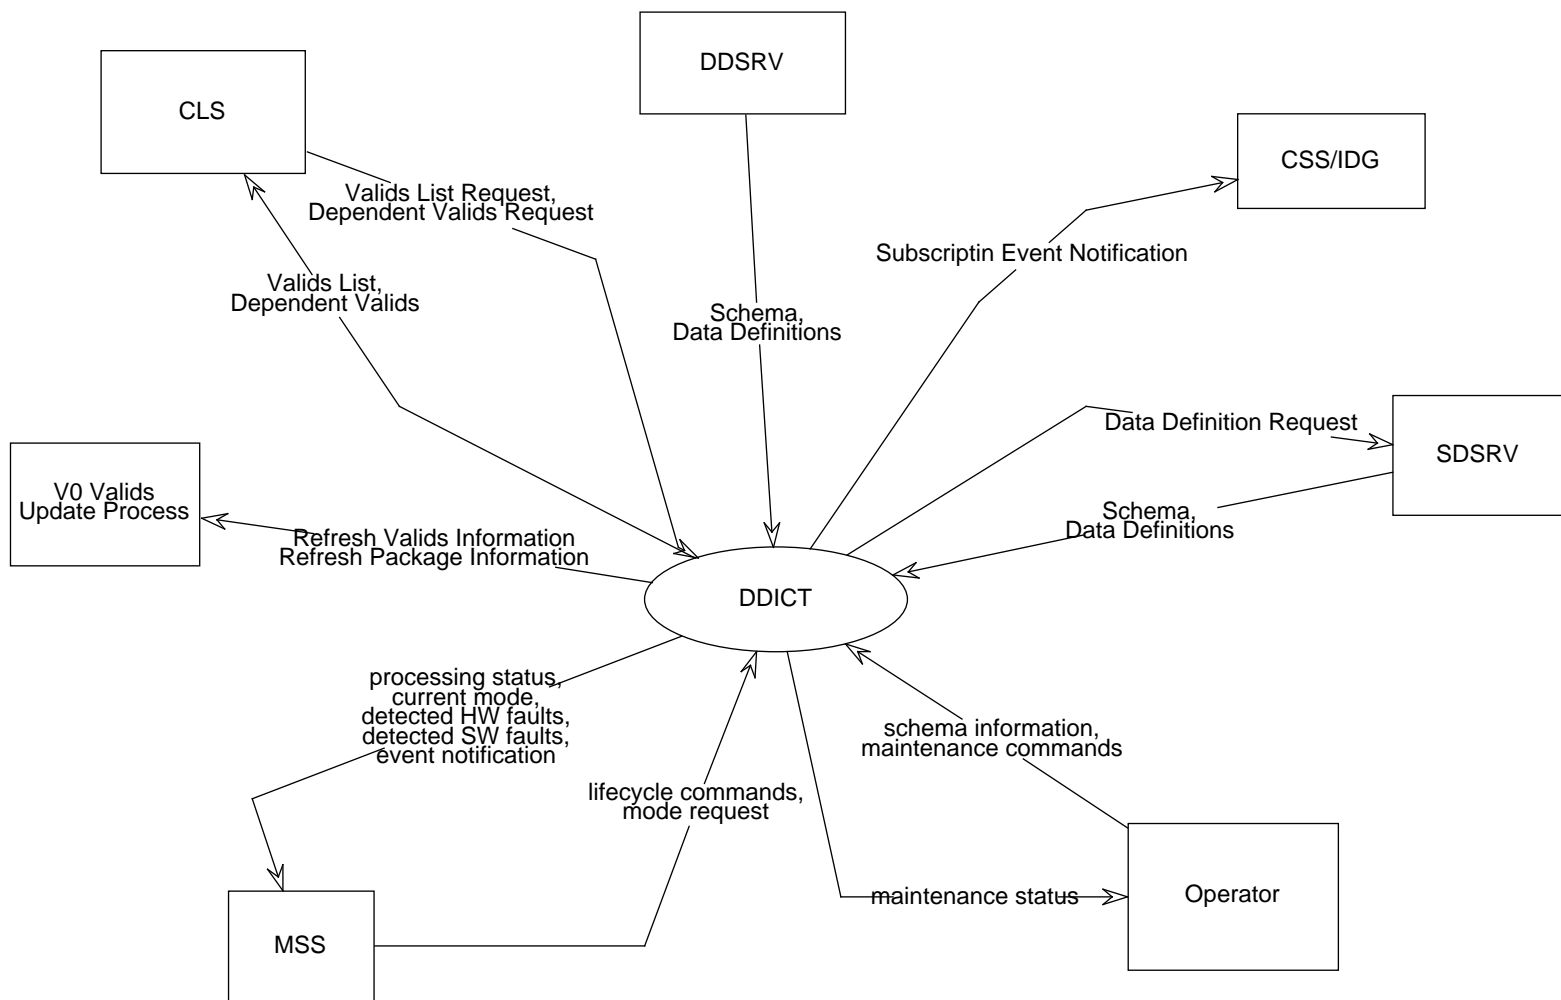 DDSRV
CLS
CSS/IDG
Valids List Request,
Dependent Valids Request
Subscriptin Event Notification
Valids List,
Dependent Valids
Schema,
Data Definitions
Data Definition Request
SDSRV
V0 Valids
Update Process
Schema,
Data Definitions
Refresh Valids Information
Refresh Package Information
DDICT
processing status,
current mode,
detected HW faults,
detected SW faults,
event notification
schema information,
maintenance commands
lifecycle commands,
mode request
maintenance status
Operator
MSS